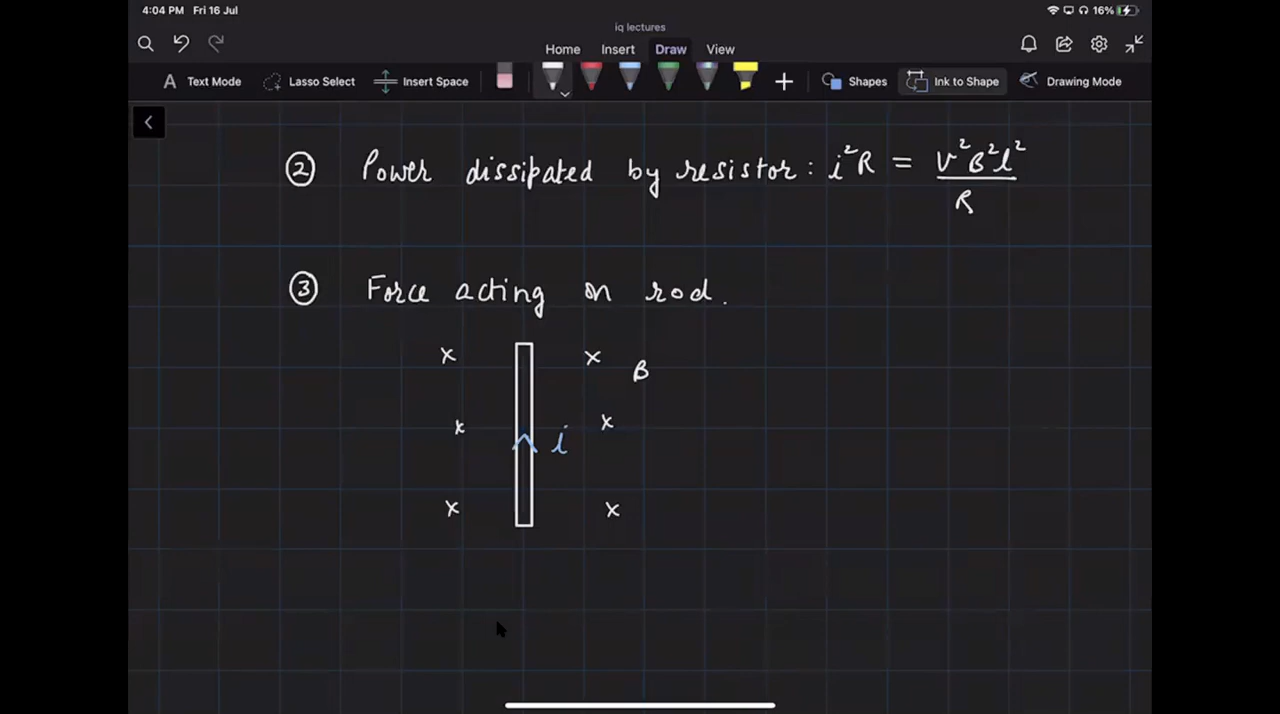 4:04 PM Fri 16 Jul
16%
iq lectures
Home Insert Draw View
Text Mode Lasso Select Insert Space Shapes Ink to Shape Drawing Mode
② Power dissipated by resistor : i²R = v²B²l²/R
③ Force acting on rod.
x x B
x i x
x x